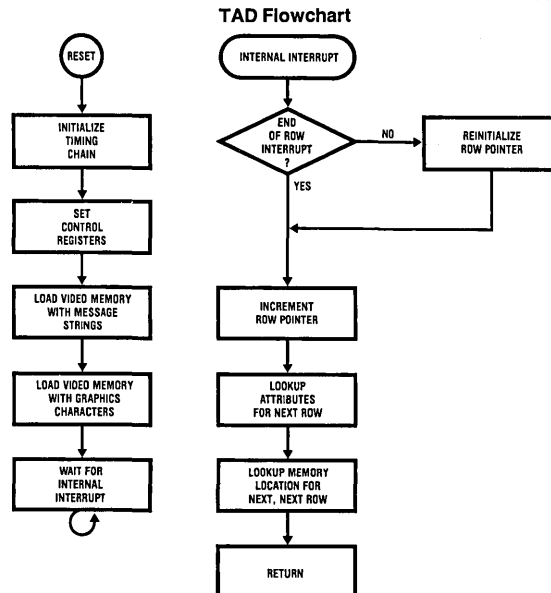 TAD Flowchart
RESET
INITIALIZE
TIMING
CHAIN
SET
CONTROL
REGISTERS
LOAD VIDEO MEMORY
WITH MESSAGE
STRINGS
LOAD VIDEO MEMORY
WITH GRAPHICS
CHARACTERS
WAIT FOR
INTERNAL
INTERRUPT
INTERNAL INTERRUPT
END
OF ROW
INTERRUPT
?
NO
REINITIALIZE
ROW POINTER
YES
INCREMENT
ROW POINTER
LOOKUP
ATTRIBUTES
FOR NEXT ROW
LOOKUP MEMORY
LOCATION FOR
NEXT, NEXT ROW
RETURN